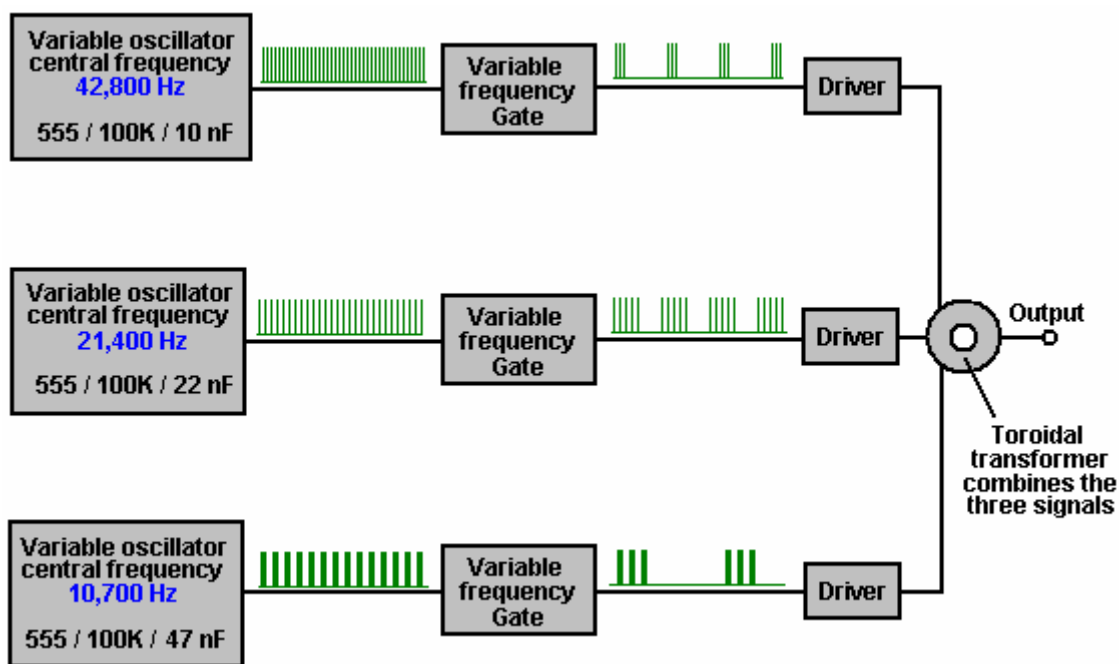 Variable oscillator
central frequency
42,800 Hz
555 / 100K / 10 nF
Variable
frequency
Gate
Driver
Variable oscillator
central frequency
21,400 Hz
555 / 100K / 22 nF
Variable
frequency
Gate
Driver
Output
Toroidal
transformer
combines the
three signals
Variable oscillator
central frequency
10,700 Hz
555 / 100K / 47 nF
Variable
frequency
Gate
Driver